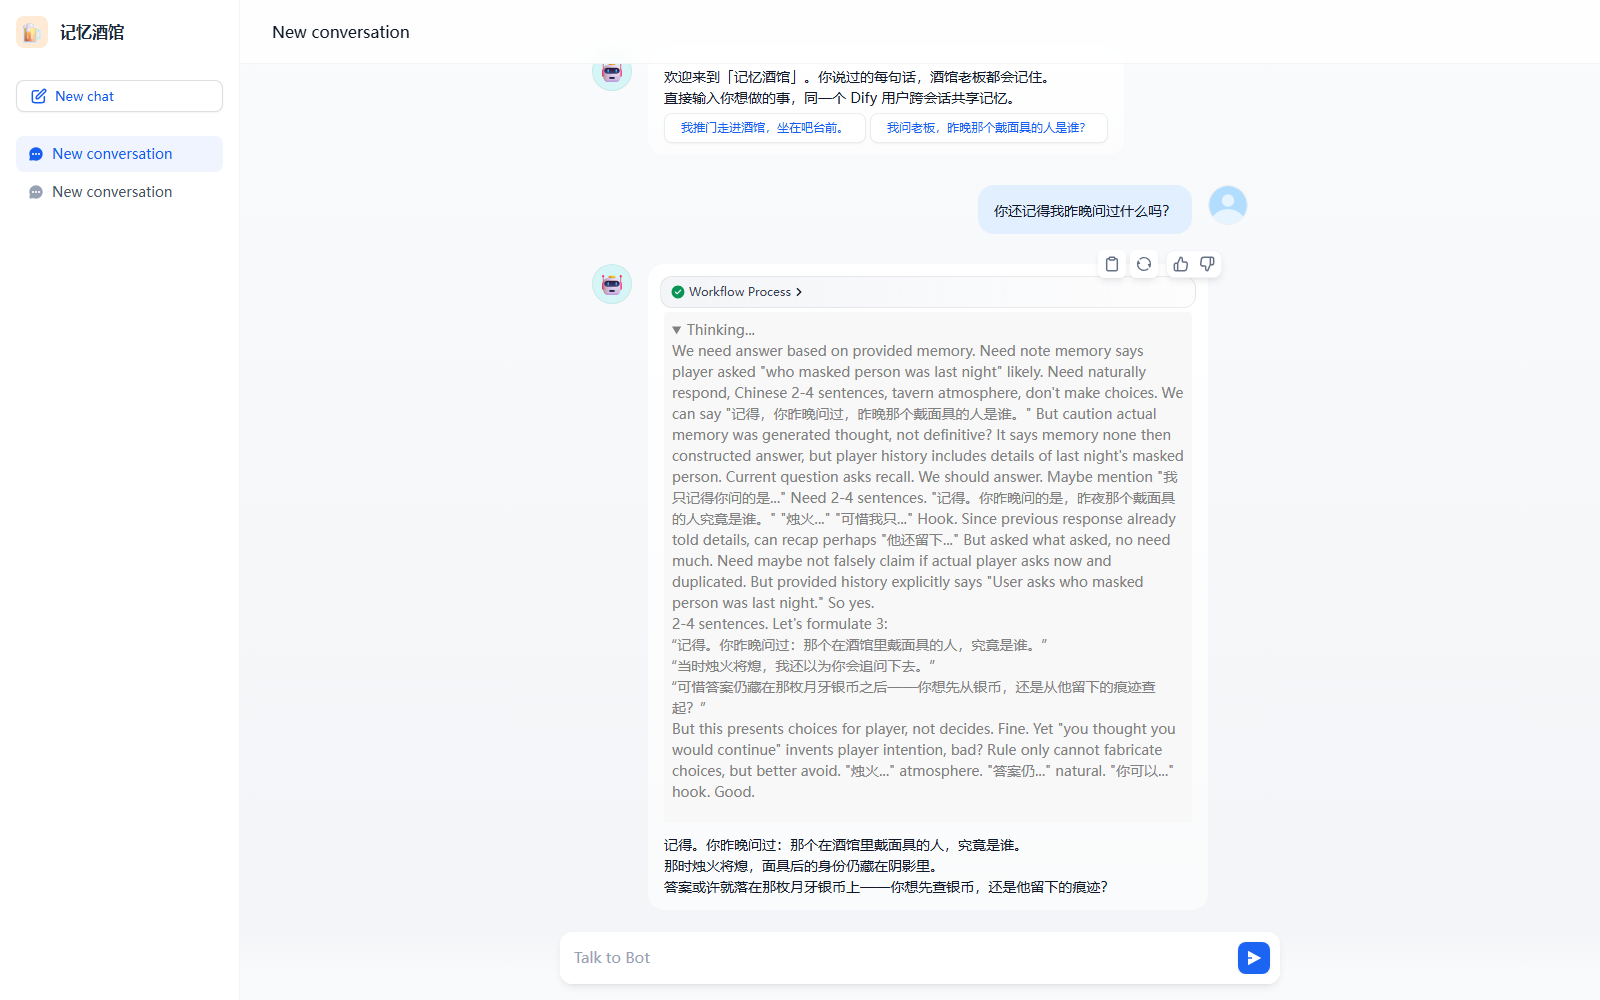 记忆酒馆
New chat
New conversation
New conversation
New conversation
欢迎来到「记忆酒馆」。你说过的每句话，酒馆老板都会记住。
直接输入你想做的事，同一个 Dify 用户跨会话共享记忆。
我推门走进酒馆，坐在吧台前。
我问老板，昨晚那个戴面具的人是谁？
你还记得我昨晚问过什么吗？
Workflow Process
Thinking...
We need answer based on provided memory. Need note memory says
player asked "who masked person was last night" likely. Need naturally
respond, Chinese 2-4 sentences, tavern atmosphere, don't make choices. We
can say "记得，你昨晚问过，昨晚那个戴面具的人是谁。" But caution actual
memory was generated thought, not definitive? It says memory none then
constructed answer, but player history includes details of last night's masked
person. Current question asks recall. We should answer. Maybe mention "我
只记得你问的是..." Need 2-4 sentences. "记得。你昨晚问的是，昨夜那个戴面具
的人究竟是谁。" "烛火..." "可惜我只..." Hook. Since previous response already
told details, can recap perhaps "他还留下..." But asked what asked, no need
much. Need maybe not falsely claim if actual player asks now and
duplicated. But provided history explicitly says "User asks who masked
person was last night." So yes.
2-4 sentences. Let's formulate 3:
“记得。你昨晚问过：那个在酒馆里戴面具的人，究竟是谁。”
“当时烛火将熄，我还以为你会追问下去。”
“可惜答案仍藏在那枚月牙银币之后——你想先从银币，还是从他留下的痕迹查
起？”
But this presents choices for player, not decides. Fine. Yet "you thought you
would continue" invents player intention, bad? Rule only cannot fabricate
choices, but better avoid. "烛火..." atmosphere. "答案仍..." natural. "你可以..."
hook. Good.
记得。你昨晚问过：那个在酒馆里戴面具的人，究竟是谁。
那时烛火将熄，面具后的身份仍藏在阴影里。
答案或许就落在那枚月牙银币上——你想先查银币，还是他留下的痕迹？
Talk to Bot